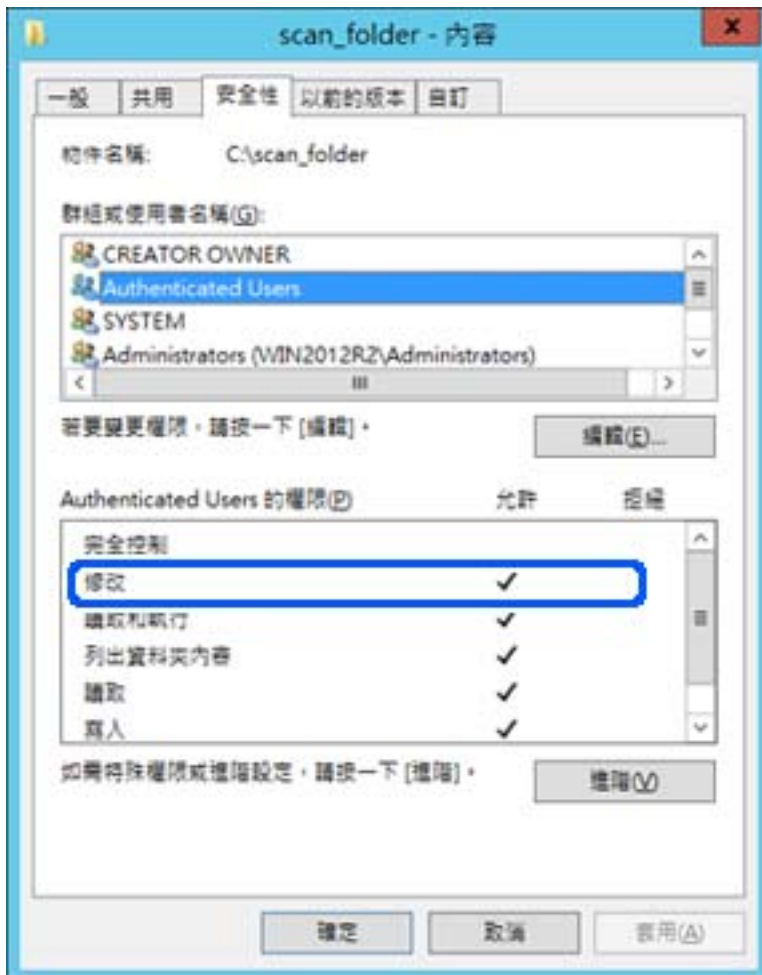 scan_folder - 內容
一般 共用 安全性 以前的版本 自訂
物件名稱: C:\scan_folder
群組或使用者名稱(G):
CREATOR OWNER
Authenticated Users
SYSTEM
Administrators (WIN2012R2\Administrators)
若要變更權限，請按一下 [編輯]。 編輯(E)...
Authenticated Users 的權限(P) 允許 拒絕
完全控制
修改
讀取和執行
列出資料夾內容
讀取
寫入
如需特殊權限或進階設定，請按一下 [進階]。 進階(V)
確定 取消 套用(A)